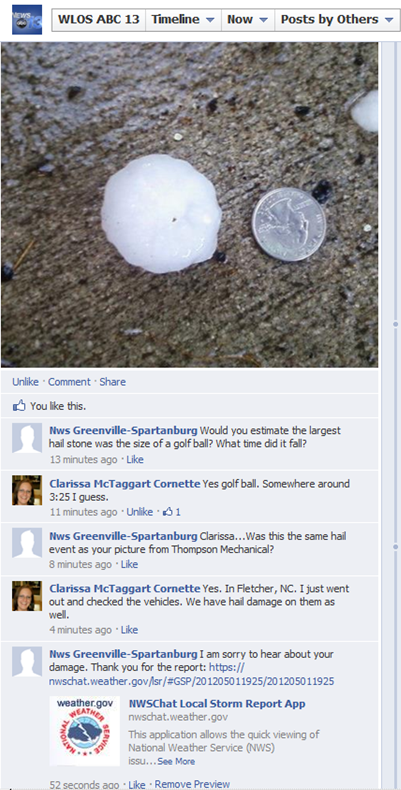 NEWS
abc
WLOS ABC 13 Timeline Now Posts by Others
Unlike · Comment · Share
You like this.
Nws Greenville-Spartanburg Would you estimate the largest
hail stone was the size of a golf ball? What time did it fall?
13 minutes ago · Like
Clarissa McTaggart Cornette Yes golf ball. Somewhere around
3:25 I guess.
11 minutes ago · Unlike · 1
Nws Greenville-Spartanburg Clarissa...Was this the same hail
event as your picture from Thompson Mechanical?
8 minutes ago · Like
Clarissa McTaggart Cornette Yes. In Fletcher, NC. I just went
out and checked the vehicles. We have hail damage on them as
well.
4 minutes ago · Like
Nws Greenville-Spartanburg I am sorry to hear about your
damage. Thank you for the report: https://
nwschat.weather.gov/lsr/#GSP/201205011925/201205011925
weather.gov
NATIONAL WEATHER SERVICE
NWSChat Local Storm Report App
nwschat.weather.gov
This application allows the quick viewing of
National Weather Service (NWS)
issu...See More
52 seconds ago · Like · Remove Preview